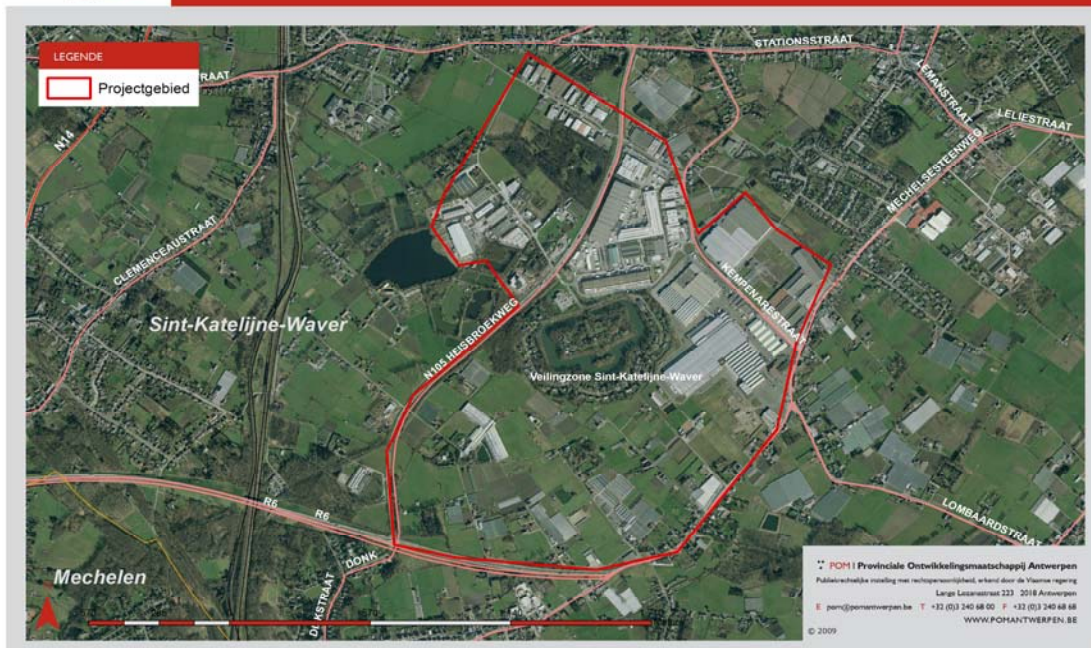 LEGENDE
Projectgebied
STATIONSSTRAAT
LEMANSTRAAT
LELIESTRAAT
MECHELSESTEENWEG
N14
CLEMENCEAUSTRAAT
Sint-Katelijne-Waver
N105 HEISBROEKWEG
KEMPENARESTRAAT
Veilingzone Sint-Katelijne-Waver
R6
R6
DONK
LOMBAARDSTRAAT
Mechelen
POM | Provinciale Ontwikkelingsmaatschappij Antwerpen
Publiekrechtelijke instelling met rechtspersoonlijkheid, erkend door de Vlaamse regering
Lange Lozanastraat 223 2018 Antwerpen
E pom@pomantwerpen.be T +32 (0)3 240 68 00 F +32 (0)3 240 68 68
WWW.POMANTWERPEN.BE
© 2009